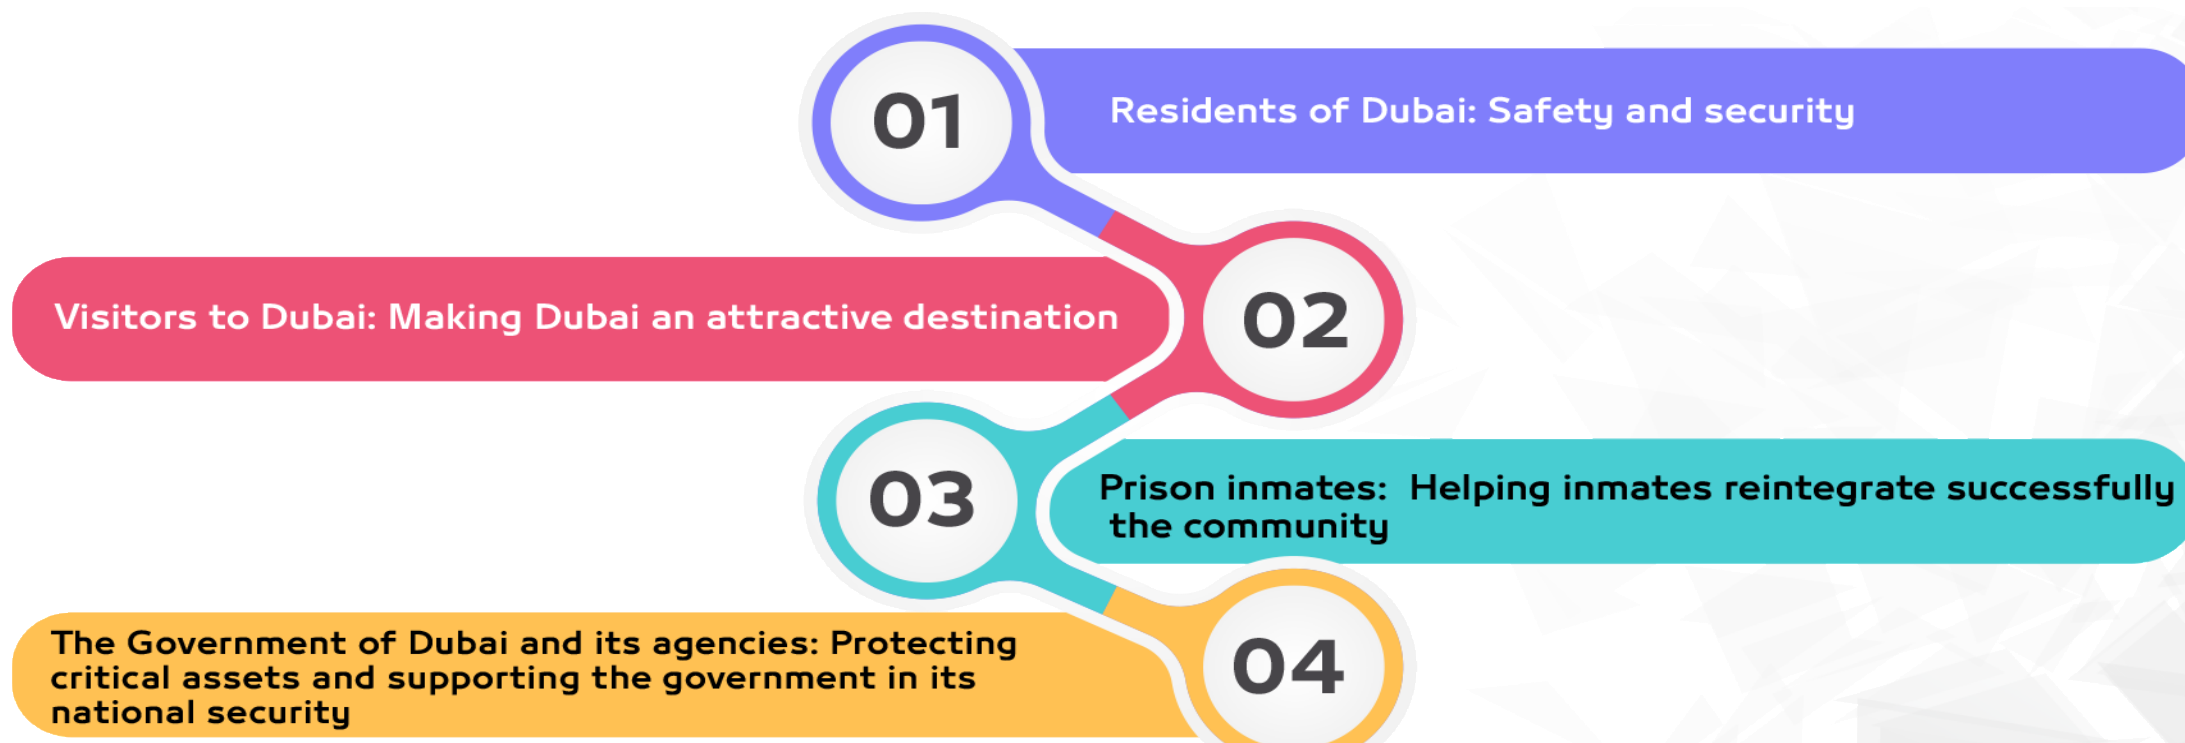 01
Residents of Dubai: Safety and security
Visitors to Dubai: Making Dubai an attractive destination
02
03
Prison inmates: Helping inmates reintegrate successfully
the community
The Government of Dubai and its agencies: Protecting
critical assets and supporting the government in its
national security
04